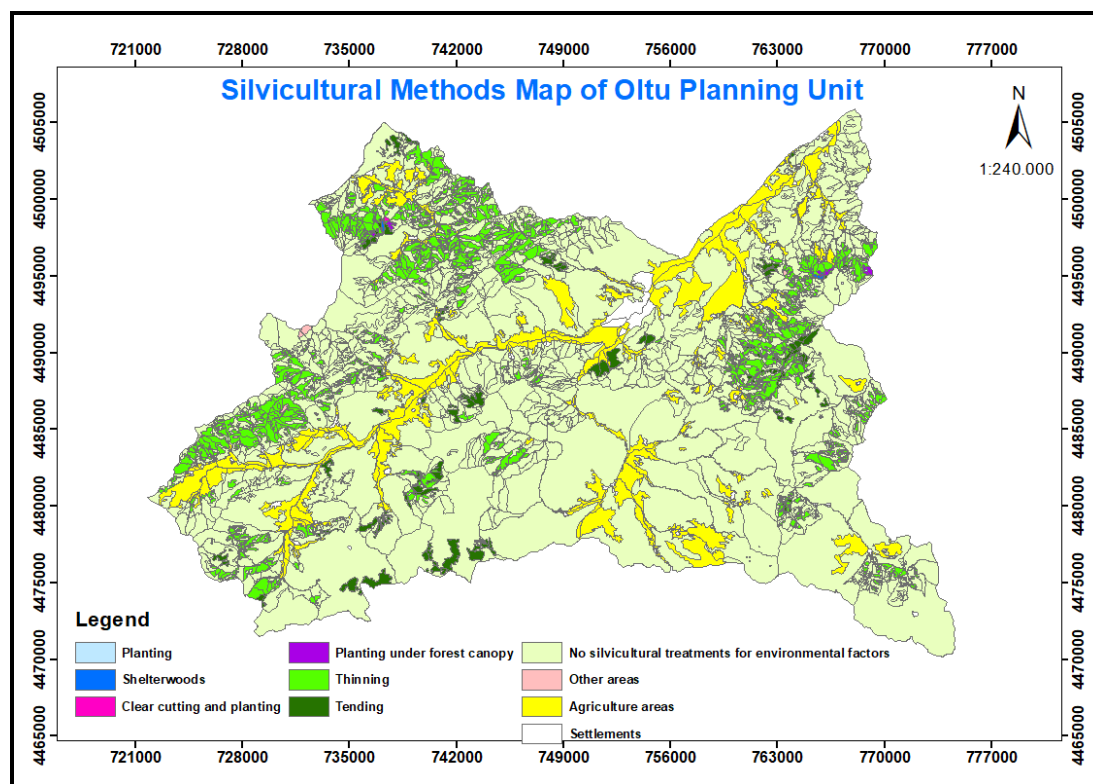 721000 728000 735000 742000 749000 756000 763000 770000 777000
Silvicultural Methods Map of Oltu Planning Unit
N
1:240.000
4505000 4505000
4500000 4500000
4495000 4495000
4490000 4490000
4485000 4485000
4480000 4480000
4475000 4475000
4470000 4470000
4465000 4465000
Legend
Planting Planting under forest canopy No silvicultural treatments for environmental factors
Shelterwoods Thinning Other areas
Clear cutting and planting Tending Agriculture areas
Settlements
721000 728000 735000 742000 749000 756000 763000 770000 777000